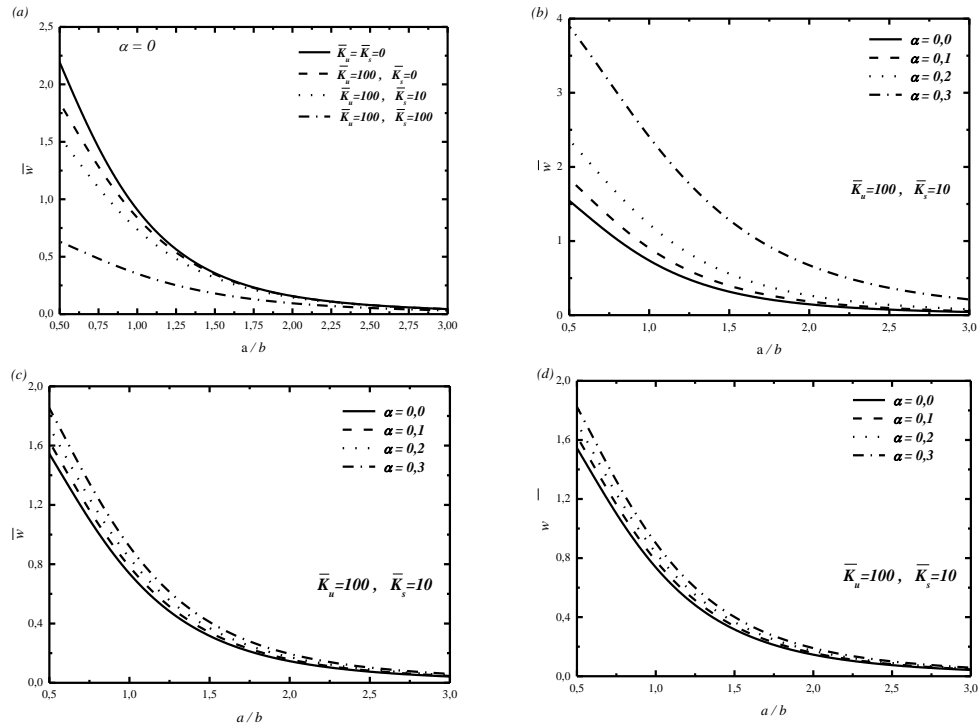 (a)
α = 0
K̅u = K̅s=0
K̅u=100 , K̅s=0
K̅u=100 , K̅s=10
K̅u=100 , K̅s=100
w̅
2,5
2,0
1,5
1,0
0,5
0,0
0,50 0,75 1,00 1,25 1,50 1,75 2,00 2,25 2,50 2,75 3,00
a / b
(b)
α = 0,0
α = 0,1
α = 0,2
α = 0,3
K̅u=100 , K̅s=10
w̅
4
3
2
1
0
0,5 1,0 1,5 2,0 2,5 3,0
a / b
(c)
α = 0,0
α = 0,1
α = 0,2
α = 0,3
K̅u=100 , K̅s=10
w̅
2,0
1,6
1,2
0,8
0,4
0,0
0,5 1,0 1,5 2,0 2,5 3,0
a / b
(d)
α = 0,0
α = 0,1
α = 0,2
α = 0,3
K̅u=100 , K̅s=10
w̅
2,0
1,6
1,2
0,8
0,4
0,0
0,5 1,0 1,5 2,0 2,5 3,0
a / b